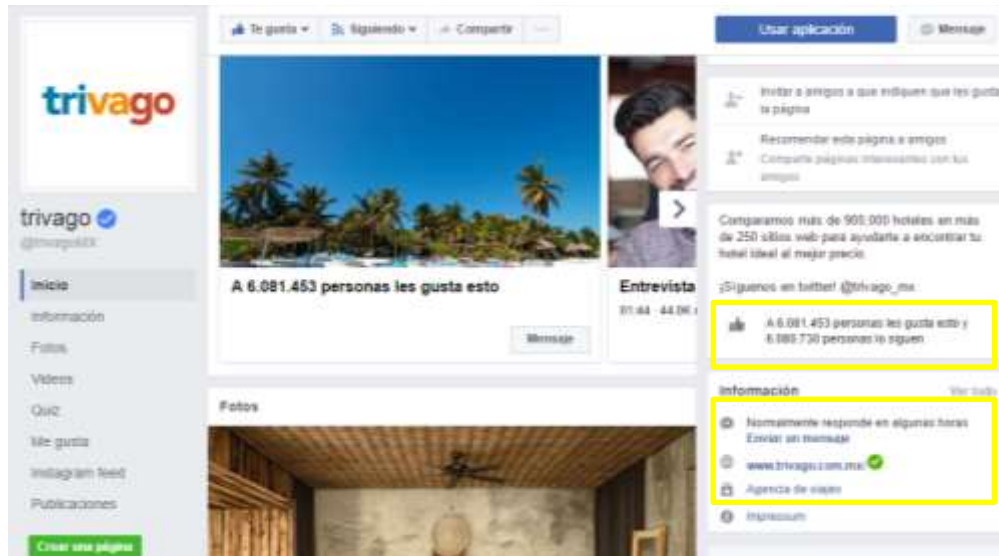 Te gusta
Siguiendo
Compartir
Usar aplicación
Mensaje
trivago
trivago
@trivagoMX
Inicio
Información
Fotos
Videos
Quiz
Me gusta
Instagram feed
Publicaciones
Crear una página
A 6.081.453 personas les gusta esto
Mensaje
Entrevista
01:44
Fotos
Invitar a amigos a que indiquen que les gusta
la página
Recomendar esta página a amigos
Comparte páginas interesantes con tus
amigos
Comparamos más de 900,000 hoteles en más
de 250 sitios web para ayudarte a encontrar tu
hotel ideal al mejor precio.
¡Síguenos en twitter! @trivago_mx
A 6.081.453 personas les gusta esto y
6.080.730 personas lo siguen
Información
Ver todo
Normalmente responde en algunas horas
Enviar un mensaje
www.trivago.com.mx
Agencia de viajes
Impressum